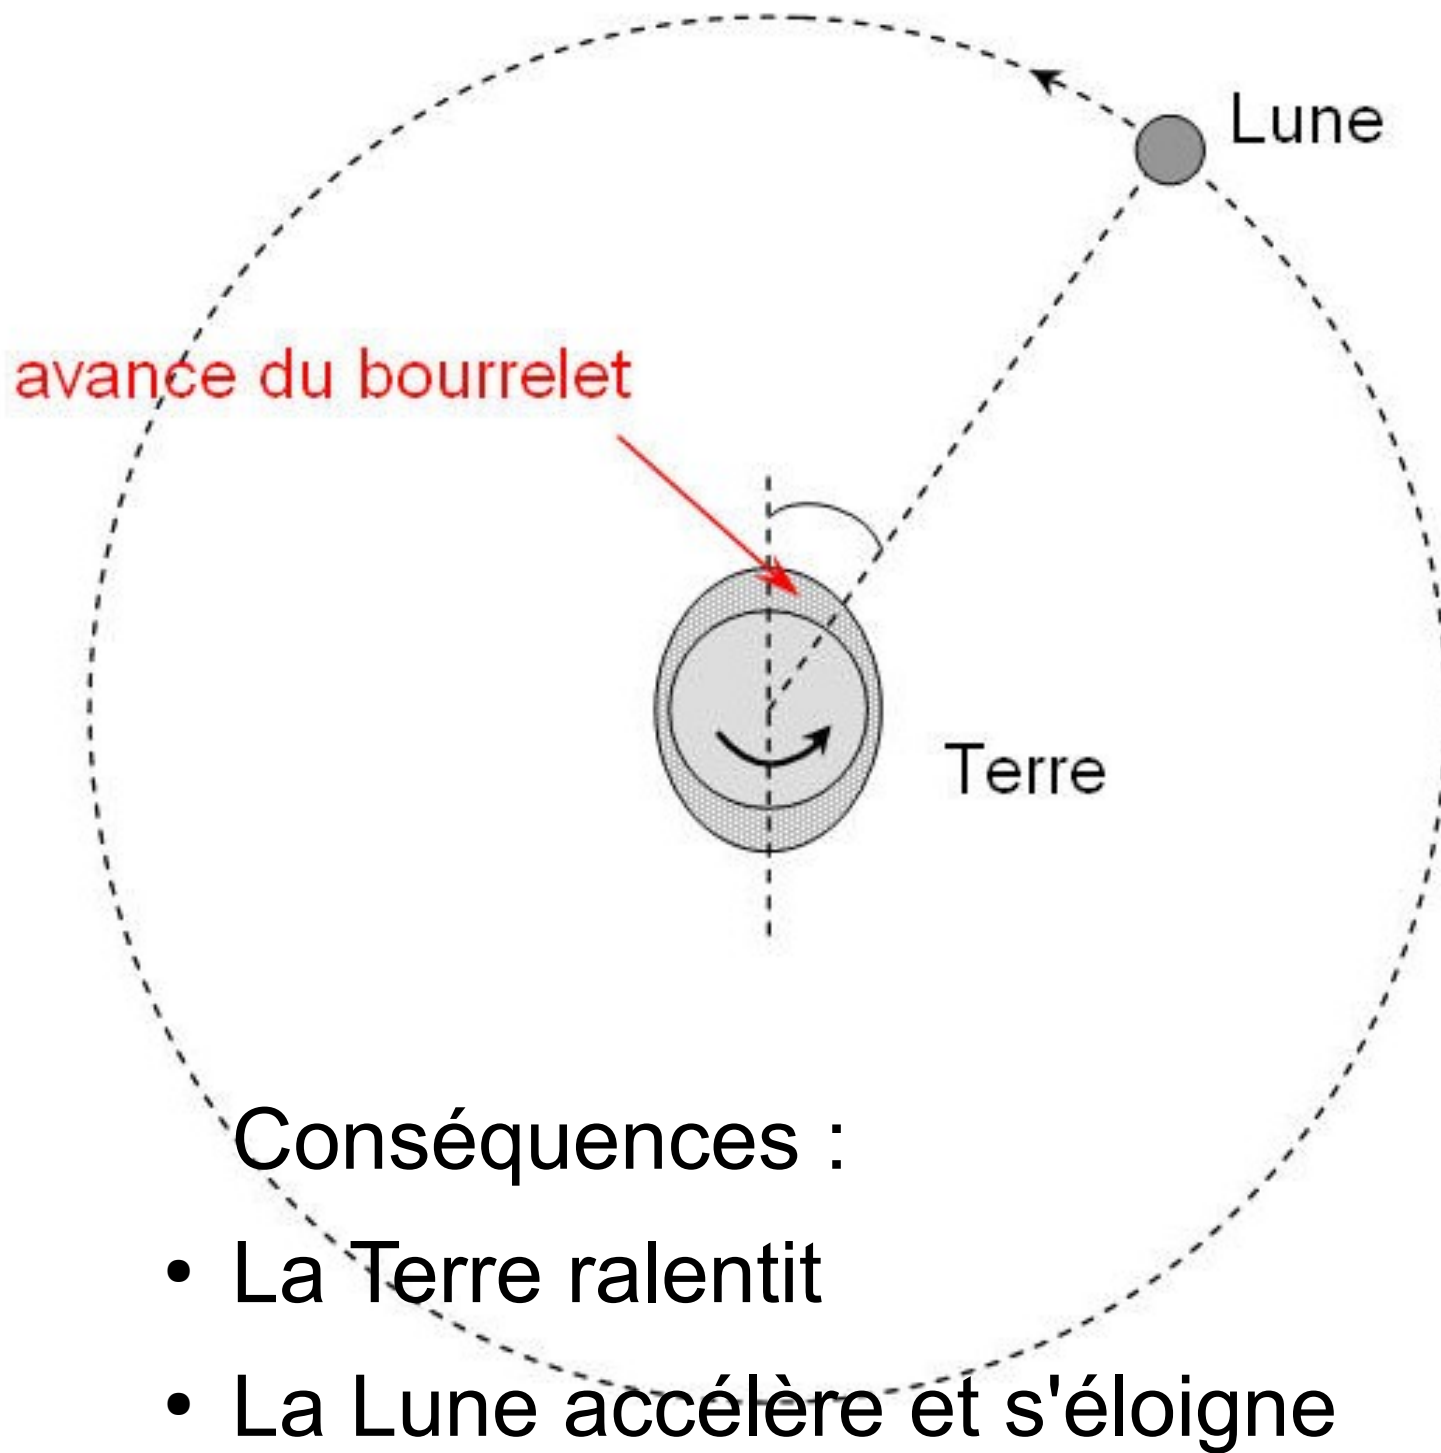 Lune
avance du bourrelet
Terre
Conséquences :
• La Terre ralentit
• La Lune accélère et s'éloigne